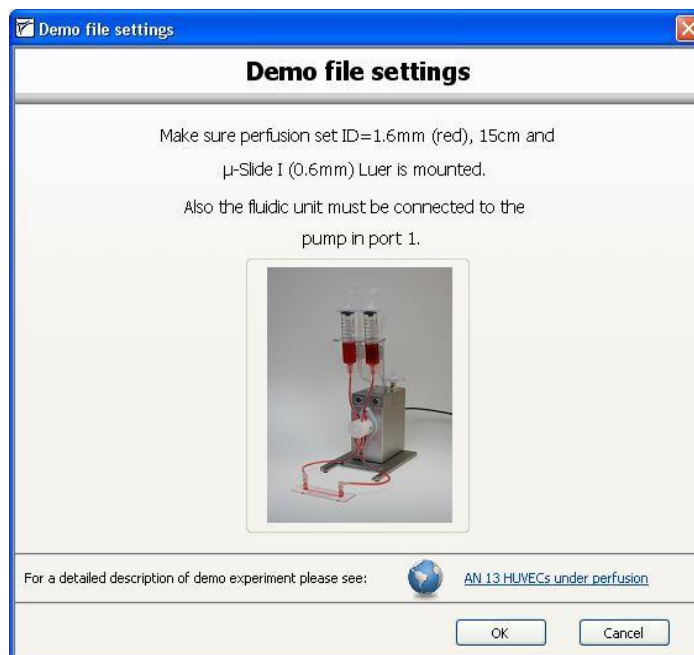 Demo file settings
Demo file settings
Make sure perfusion set ID=1.6mm (red), 15cm and
µ-Slide I (0.6mm) Luer is mounted.
Also the fluidic unit must be connected to the
pump in port 1.
For a detailed description of demo experiment please see:
AN 13 HUVECs under perfusion
OK
Cancel